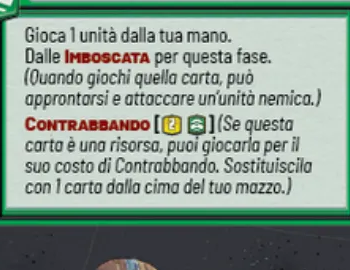 Gioca 1 unità dalla tua mano.
Dalle IMBOSCATA per questa fase.
(Quando giochi quella carta, può
approntarsi e attaccare un'unità nemica.)
CONTRABBANDO [2] (Se questa
carta è una risorsa, puoi giocarla per il
suo costo di Contrabbando. Sostituiscila
con 1 carta dalla cima del tuo mazzo.)